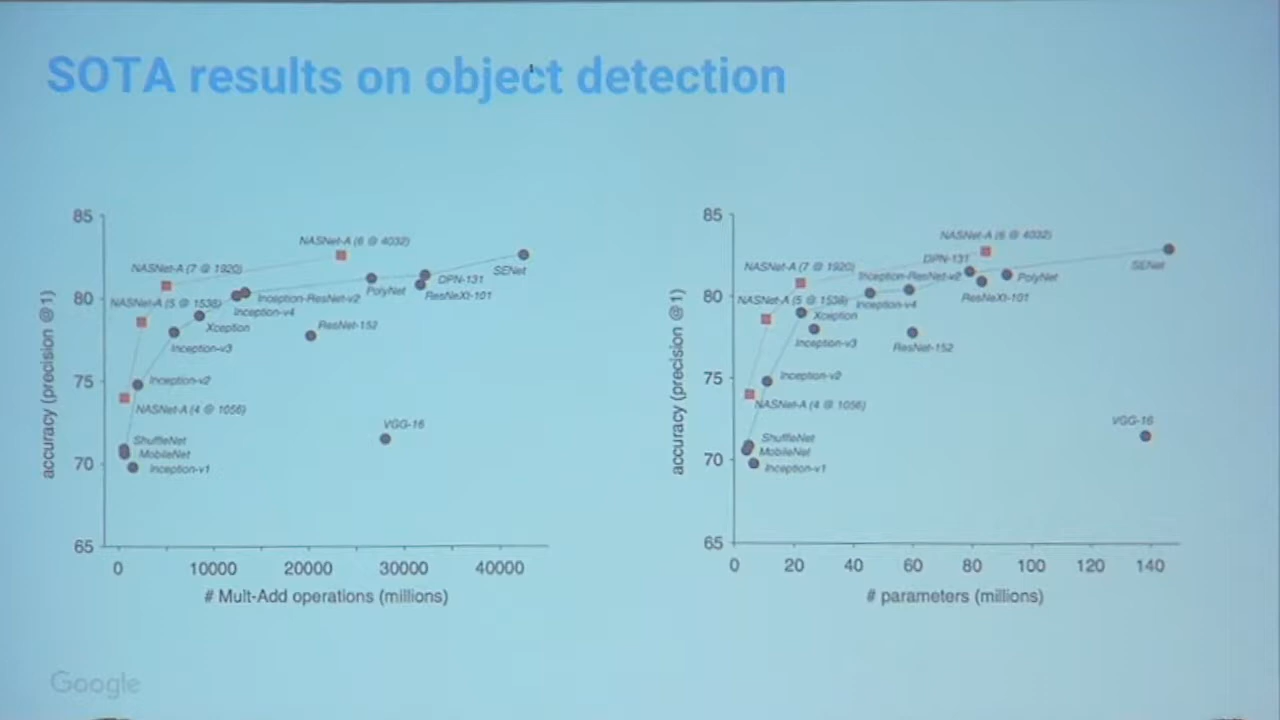 SOTA results on object detection
85
80
75
70
65
accuracy (precision @1)
NASNet-A (6 @ 4032)
NASNet-A (7 @ 1920)
SENet
DPN-131
PolyNet
ResNeXt-101
Inception-ResNet-v2
NASNet-A (5 @ 1538)
Inception-v4
Xception
ResNet-152
Inception-v3
Inception-v2
NASNet-A (4 @ 1056)
VGG-16
ShuffleNet
MobileNet
Inception-v1
0 10000 20000 30000 40000
# Mult-Add operations (millions)
85
80
75
70
65
accuracy (precision @1)
NASNet-A (6 @ 4032)
DPN-131
SENet
NASNet-A (7 @ 1920)
Inception-ResNet-v2
PolyNet
NASNet-A (5 @ 1538)
Inception-v4
ResNeXt-101
Xception
Inception-v3
ResNet-152
Inception-v2
NASNet-A (4 @ 1056)
VGG-16
ShuffleNet
MobileNet
Inception-v1
0 20 40 60 80 100 120 140
# parameters (millions)
Google